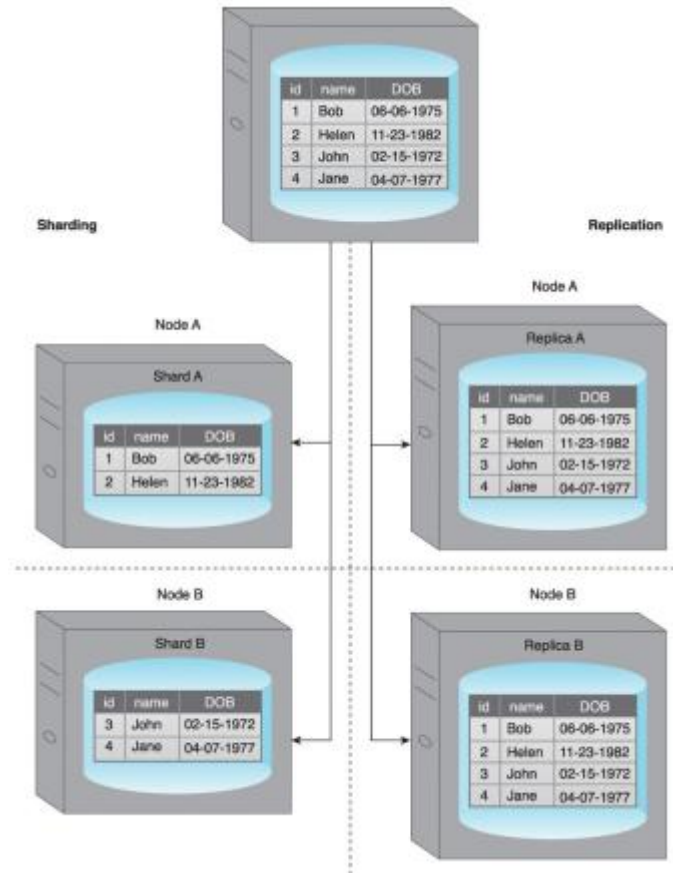 id name DOB
1 Bob 06-06-1975
2 Helen 11-23-1982
3 John 02-15-1972
4 Jane 04-07-1977
Sharding
Replication
Node A
Shard A
id name DOB
1 Bob 06-06-1975
2 Helen 11-23-1982
Node A
Replica A
id name DOB
1 Bob 06-06-1975
2 Helen 11-23-1982
3 John 02-15-1972
4 Jane 04-07-1977
Node B
Shard B
id name DOB
3 John 02-15-1972
4 Jane 04-07-1977
Node B
Replica B
id name DOB
1 Bob 06-06-1975
2 Helen 11-23-1982
3 John 02-15-1972
4 Jane 04-07-1977